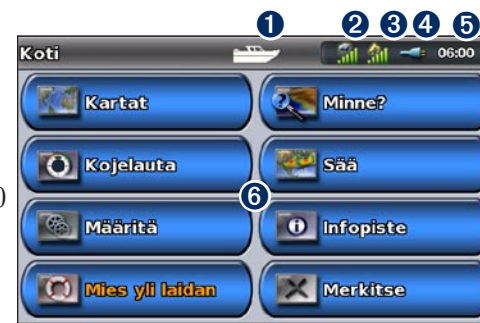 1 2 3 4 5
Koti 06:00
Kartat Minne?
Kojelauta Sää
6
Määritä Infopiste
Mies yli laidan Merkitse
)